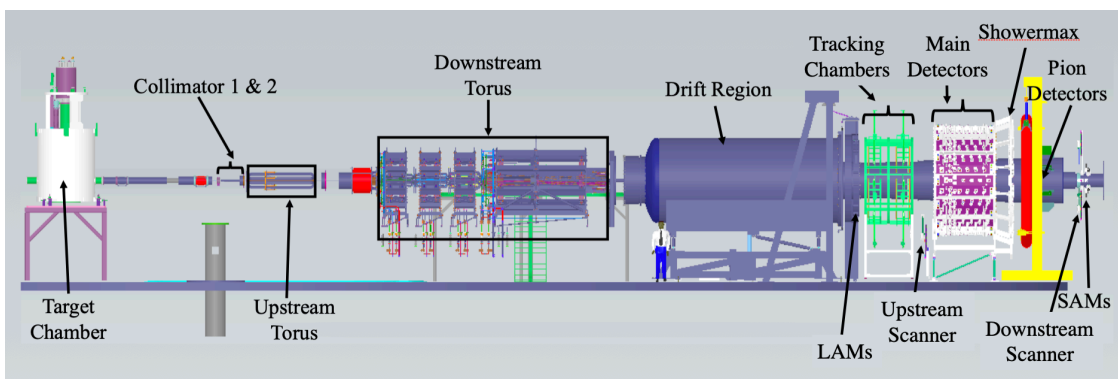 Collimator 1 & 2
Downstream
Torus
Drift Region
Tracking
Chambers
Main
Detectors
Showermax
Pion
Detectors
Target
Chamber
Upstream
Torus
LAMs
Upstream
Scanner
Downstream
Scanner
SAMs